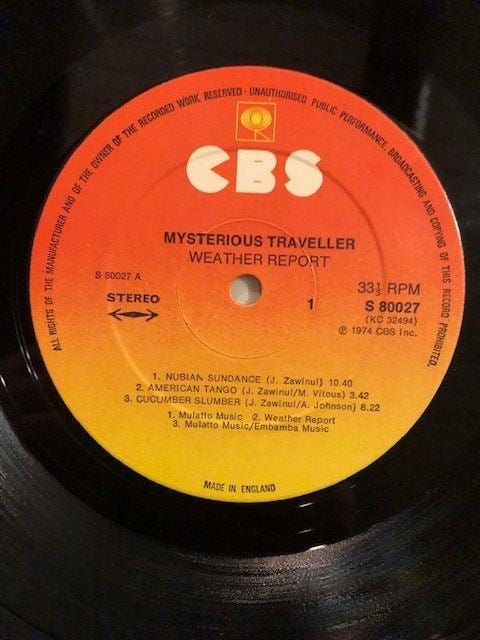 ALL RIGHTS OF THE MANUFACTURER AND OF THE OWNER OF THE RECORDED WORK RESERVED · UNAUTHORISED PUBLIC PERFORMANCE, BROADCASTING AND COPYING OF THIS RECORD PROHIBITED.
CBS
MYSTERIOUS TRAVELLER
WEATHER REPORT
S 80027 A
STEREO
1
33⅓ RPM
S 80027
(KC 32494)
℗ 1974 CBS Inc.
1. NUBIAN SUNDANCE (J. Zawinul) 10.40
2. AMERICAN TANGO (J. Zawinul/M. Vitous) 3.42
3. CUCUMBER SLUMBER (J. Zawinul/A. Johnson) 8.22
1. Mulatto Music 2. Weather Report
3. Mulatto Music/Embamba Music
MADE IN ENGLAND